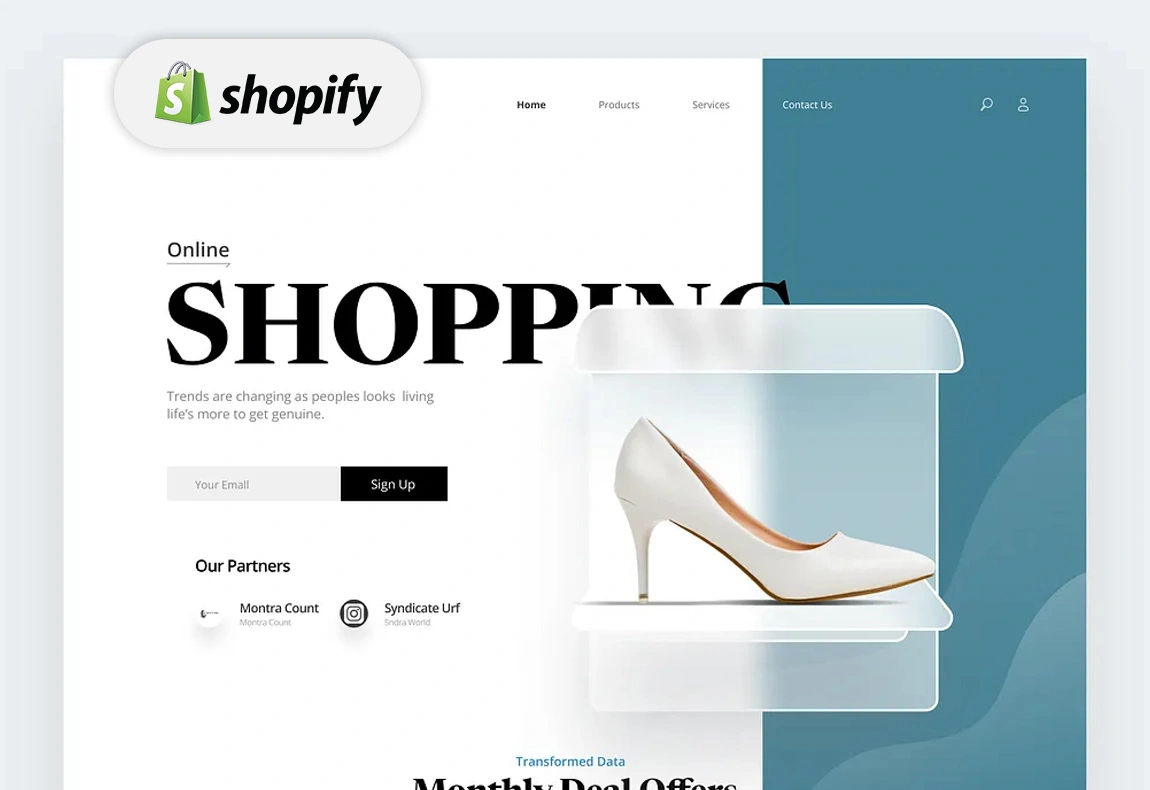 shopify
Home Products Services Contact Us
Online
SHOPPING
Trends are changing as peoples looks living
life's more to get genuine.
Your Email Sign Up
Our Partners
Montra Count
Montra Count
Syndicate Urf
Sndra World
Transformed Data
Monthly Deal Offers